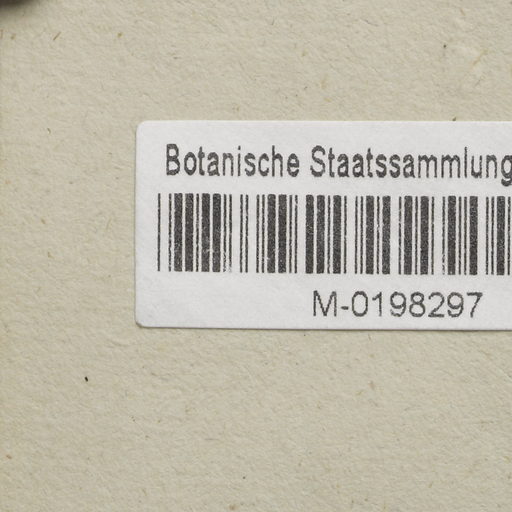 Botanische Staatssammlung
M-0198297